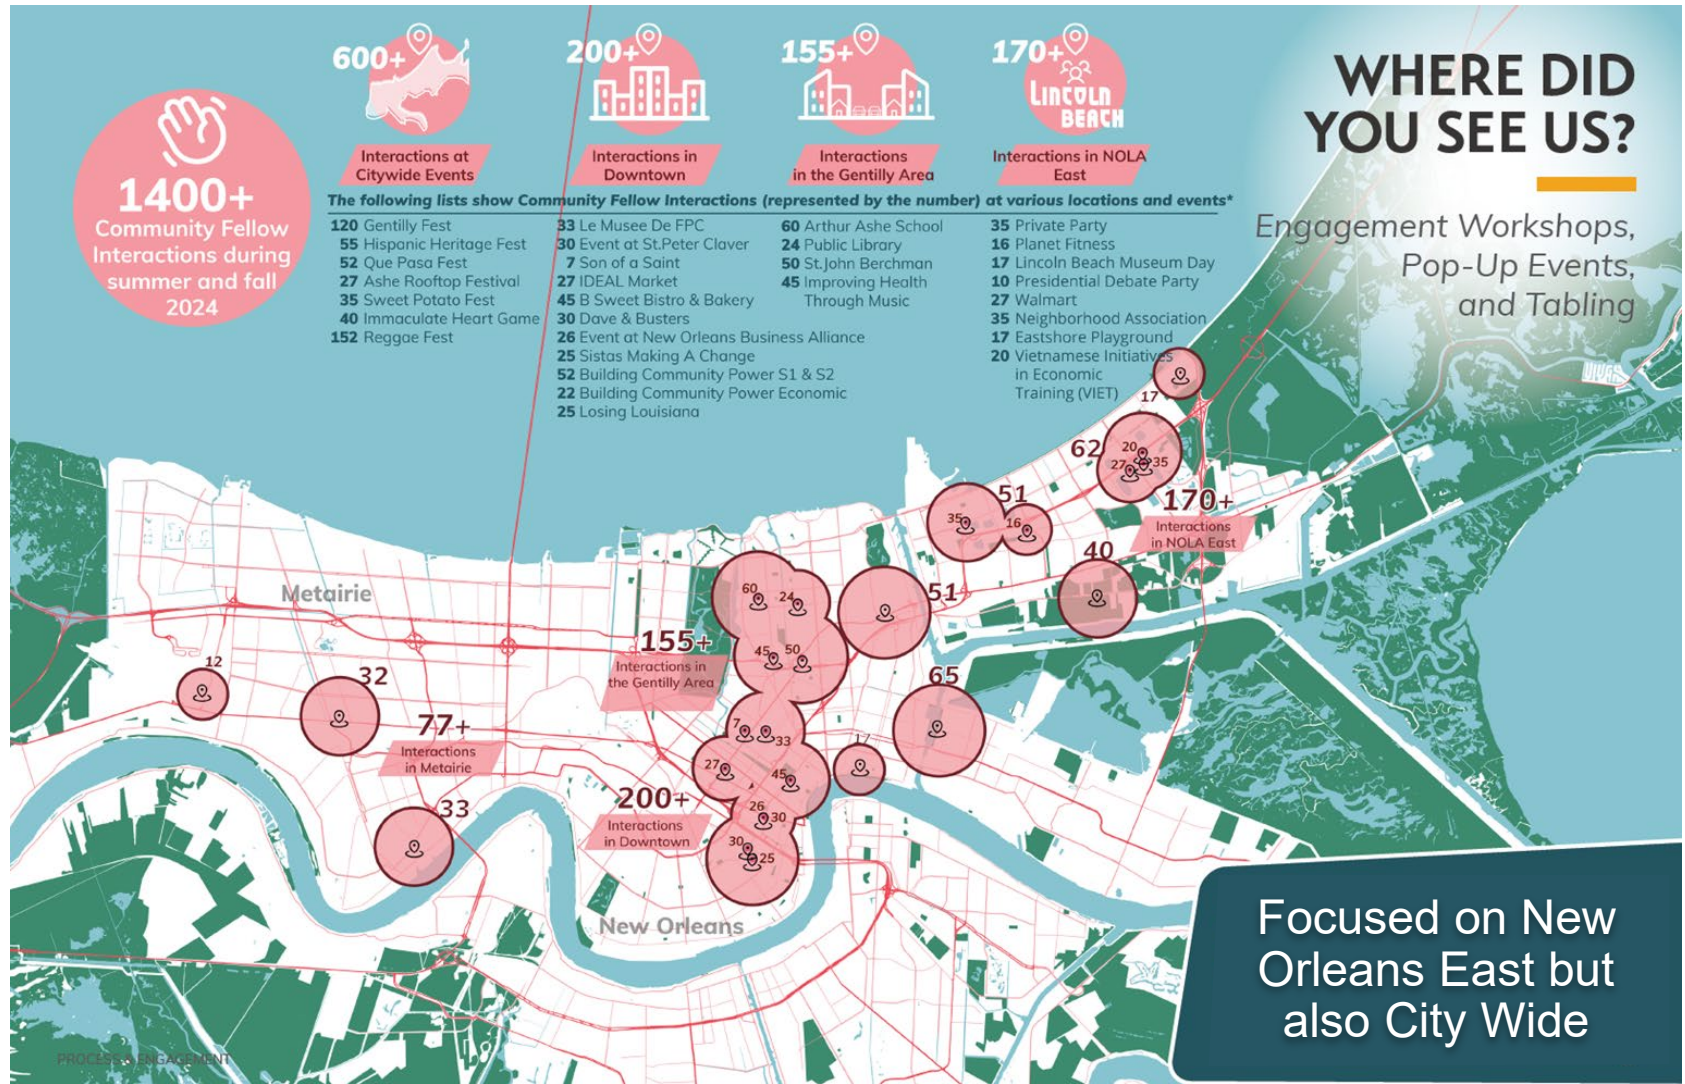 WHERE DID
YOU SEE US?
Engagement Workshops,
Pop-Up Events,
and Tabling
1400+
Community Fellow
Interactions during
summer and fall
2024
600+
Interactions at
Citywide Events
200+
Interactions in
Downtown
155+
Interactions
in the Gentilly Area
170+
LINCOLN
BEACH
Interactions in NOLA
East
The following lists show Community Fellow Interactions (represented by the number) at various locations and events*
120 Gentilly Fest
55 Hispanic Heritage Fest
52 Que Pasa Fest
27 Ashe Rooftop Festival
35 Sweet Potato Fest
40 Immaculate Heart Game
152 Reggae Fest
33 Le Musee De FPC
30 Event at St.Peter Claver
7 Son of a Saint
27 IDEAL Market
45 B Sweet Bistro & Bakery
30 Dave & Busters
26 Event at New Orleans Business Alliance
25 Sistas Making A Change
52 Building Community Power S1 & S2
22 Building Community Power Economic
25 Losing Louisiana
60 Arthur Ashe School
24 Public Library
50 St.John Berchman
45 Improving Health
Through Music
35 Private Party
16 Planet Fitness
17 Lincoln Beach Museum Day
10 Presidential Debate Party
27 Walmart
35 Neighborhood Association
17 Eastshore Playground
20 Vietnamese Initiatives
in Economic
Training (VIET)
17
62
20
27
35
170+
Interactions
in NOLA East
51
35
16
40
51
60
24
45
50
155+
Interactions in
the Gentilly Area
65
Metairie
12
32
77+
Interactions
in Metairie
33
7
33
27
45
17
26
30
30
25
200+
Interactions
in Downtown
New Orleans
PROCESS & ENGAGEMENT
Focused on New
Orleans East but
also City Wide